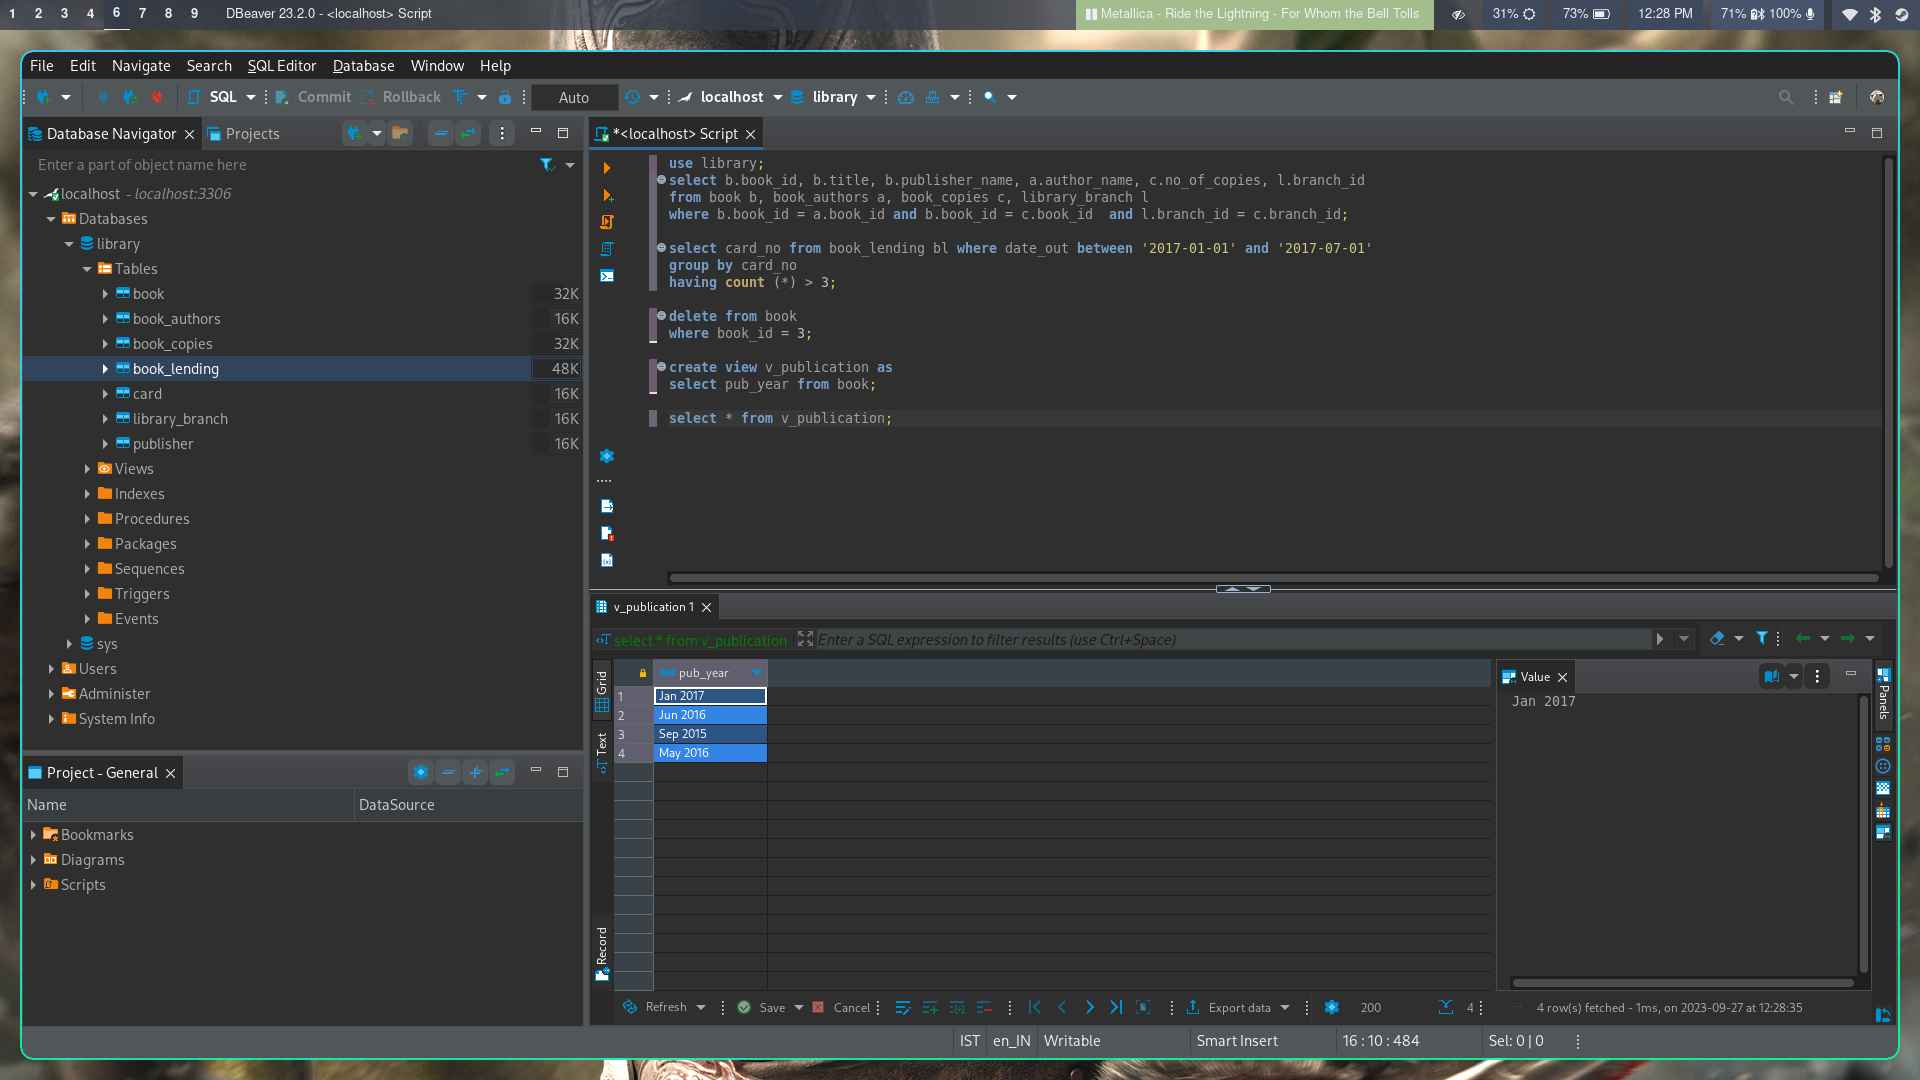 1 2 3 4 6 7 8 9 DBeaver 23.2.0 - <localhost> Script Metallica - Ride the Lightning - For Whom the Bell Tolls 31% 73% 12:28 PM 71% 100%
File Edit Navigate Search SQL Editor Database Window Help
SQL Commit Rollback Auto localhost library
Database Navigator Projects
Enter a part of object name here
localhost - localhost:3306
Databases
library
Tables
book 32K
book_authors 16K
book_copies 32K
book_lending 48K
card 16K
library_branch 16K
publisher 16K
Views
Indexes
Procedures
Packages
Sequences
Triggers
Events
sys
Users
Administer
System Info
Project - General
Name DataSource
Bookmarks
Diagrams
Scripts
*<localhost> Script
use library;
select b.book_id, b.title, b.publisher_name, a.author_name, c.no_of_copies, l.branch_id
from book b, book_authors a, book_copies c, library_branch l
where b.book_id = a.book_id and b.book_id = c.book_id  and l.branch_id = c.branch_id;
select card_no from book_lending bl where date_out between '2017-01-01' and '2017-07-01'
group by card_no
having count (*) > 3;
delete from book
where book_id = 3;
create view v_publication as
select pub_year from book;
select * from v_publication;
v_publication 1
select * from v_publication Enter a SQL expression to filter results (use Ctrl+Space)
Grid
Text
Record
pub_year
1 Jan 2017
2 Jun 2016
3 Sep 2015
4 May 2016
Value
Jan 2017
Panels
Refresh Save Cancel Export data 200 4 4 row(s) fetched - 1ms, on 2023-09-27 at 12:28:35
IST en_IN Writable Smart Insert 16 : 10 : 484 Sel: 0 | 0